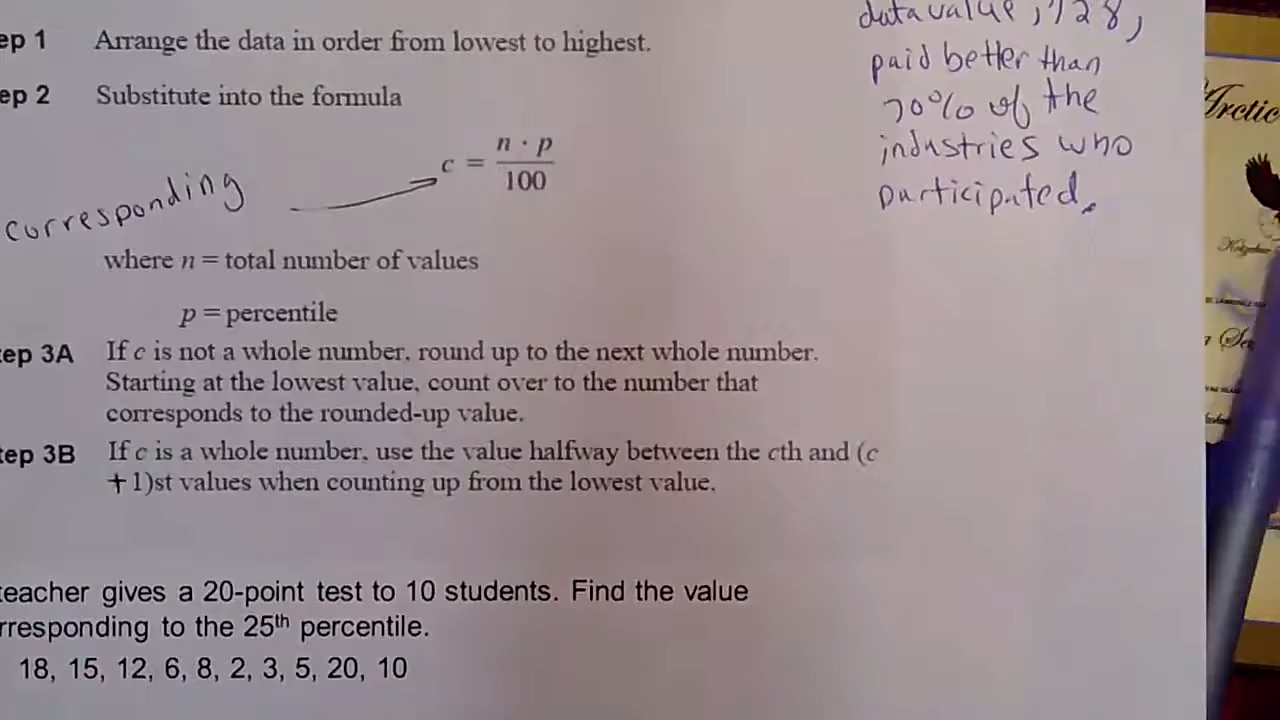 data value, 728,
ep 1 Arrange the data in order from lowest to highest.
paid better than
ep 2 Substitute into the formula
70% of the
c = n · p
100
industries who
corresponding
participated.
where n = total number of values
p = percentile
ep 3A If c is not a whole number, round up to the next whole number.
Starting at the lowest value, count over to the number that
corresponds to the rounded-up value.
tep 3B If c is a whole number, use the value halfway between the cth and (c
+1)st values when counting up from the lowest value.
teacher gives a 20-point test to 10 students. Find the value
rresponding to the 25th percentile.
18, 15, 12, 6, 8, 2, 3, 5, 20, 10
Arctic